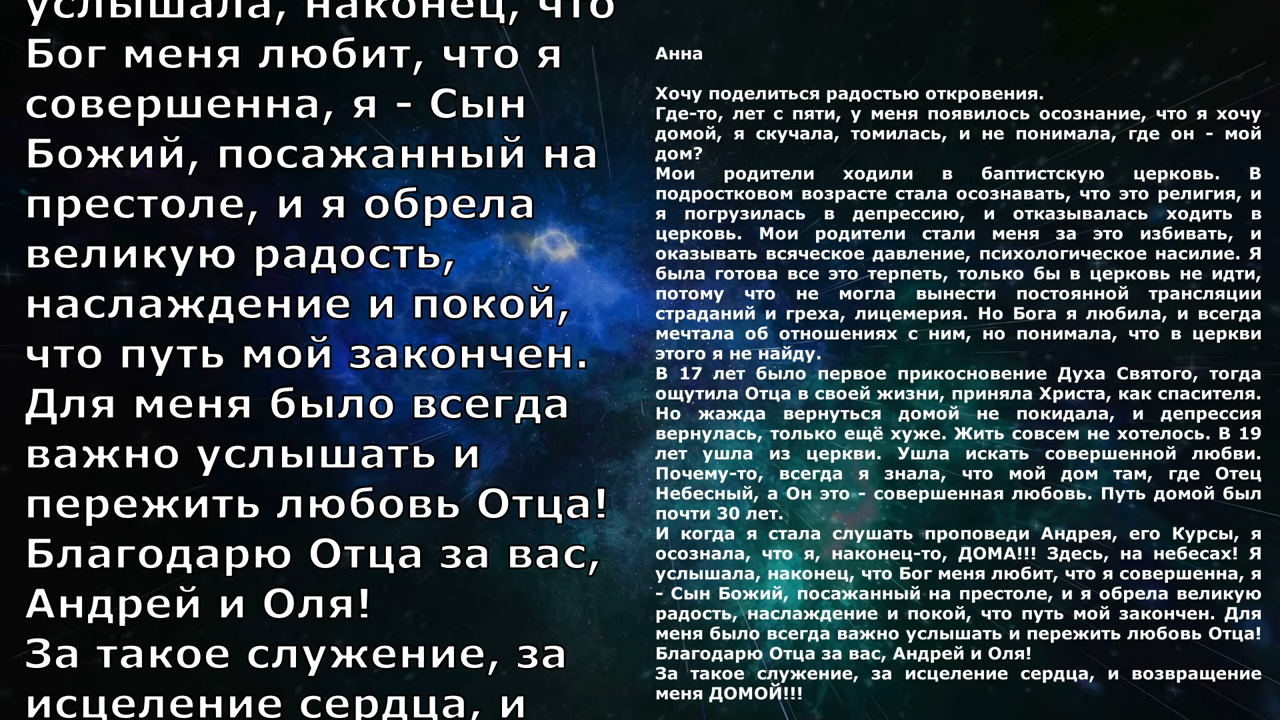 услышала, наконец, что
Бог меня любит, что я
совершенна, я - Сын
Божий, посажанный на
престоле, и я обрела
великую радость,
наслаждение и покой,
что путь мой закончен.
Для меня было всегда
важно услышать и
пережить любовь Отца!
Благодарю Отца за вас,
Андрей и Оля!
За такое служение, за
исцеление сердца, и
Анна
Хочу поделиться радостью откровения.
Где-то, лет с пяти, у меня появилось осознание, что я хочу
домой, я скучала, томилась, и не понимала, где он - мой
дом?
Мои родители ходили в баптистскую церковь. В
подростковом возрасте стала осознавать, что это религия, и
я погрузилась в депрессию, и отказывалась ходить в
церковь. Мои родители стали меня за это избивать, и
оказывать всяческое давление, психологическое насилие. Я
была готова все это терпеть, только бы в церковь не идти,
потому что не могла вынести постоянной трансляции
страданий и греха, лицемерия. Но Бога я любила, и всегда
мечтала об отношениях с ним, но понимала, что в церкви
этого я не найду.
В 17 лет было первое прикосновение Духа Святого, тогда
ощутила Отца в своей жизни, приняла Христа, как спасителя.
Но жажда вернуться домой не покидала, и депрессия
вернулась, только ещё хуже. Жить совсем не хотелось. В 19
лет ушла из церкви. Ушла искать совершенной любви.
Почему-то, всегда я знала, что мой дом там, где Отец
Небесный, а Он это - совершенная любовь. Путь домой был
почти 30 лет.
И когда я стала слушать проповеди Андрея, его Курсы, я
осознала, что я, наконец-то, ДОМА!!! Здесь, на небесах! Я
услышала, наконец, что Бог меня любит, что я совершенна, я
- Сын Божий, посажанный на престоле, и я обрела великую
радость, наслаждение и покой, что путь мой закончен. Для
меня было всегда важно услышать и пережить любовь Отца!
Благодарю Отца за вас, Андрей и Оля!
За такое служение, за исцеление сердца, и возвращение
меня ДОМОЙ!!!